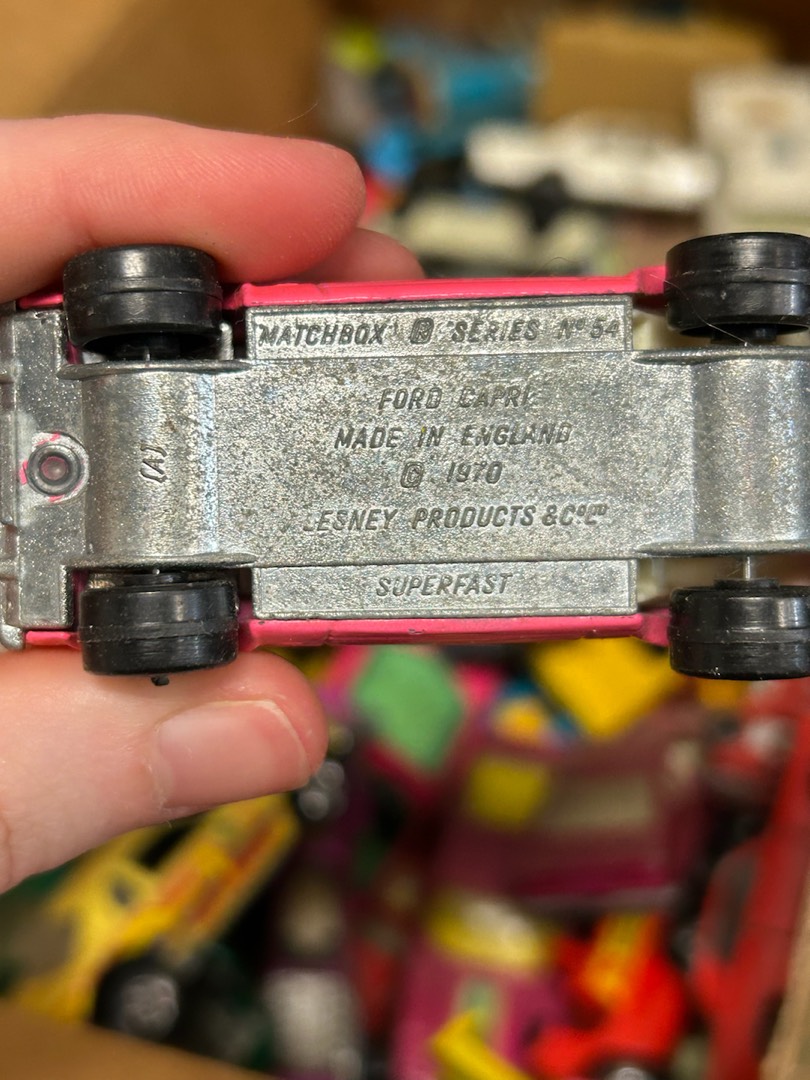 "MATCHBOX" ® SERIES Nº 54
FORD CAPRI
MADE IN ENGLAND
© 1970
LESNEY PRODUCTS & Cº Lᵀᴰ
SUPERFAST
(A)